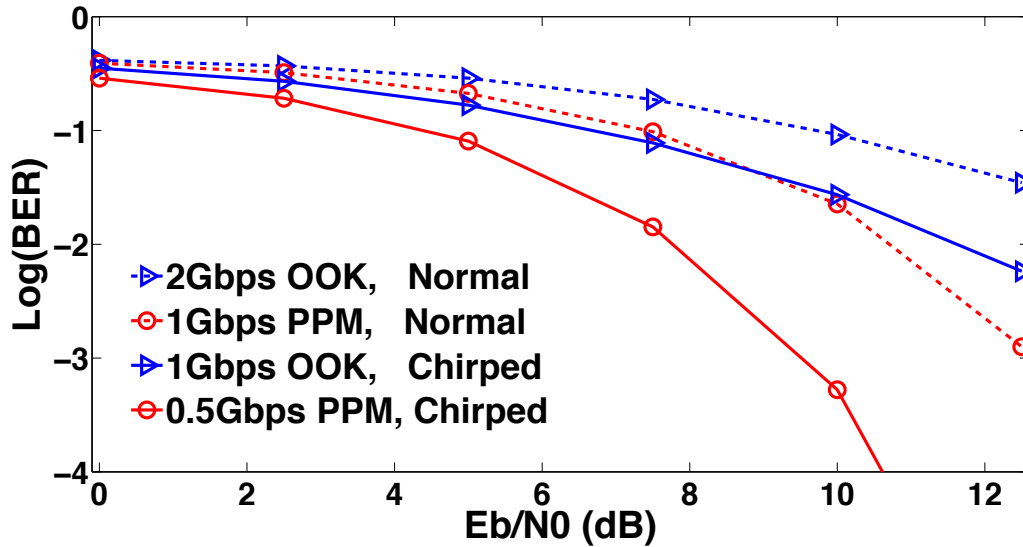 0
−1
−2
−3
−4
Log(BER)
2Gbps OOK, Normal
1Gbps PPM, Normal
1Gbps OOK, Chirped
0.5Gbps PPM, Chirped
0 2 4 6 8 10 12
Eb/N0 (dB)